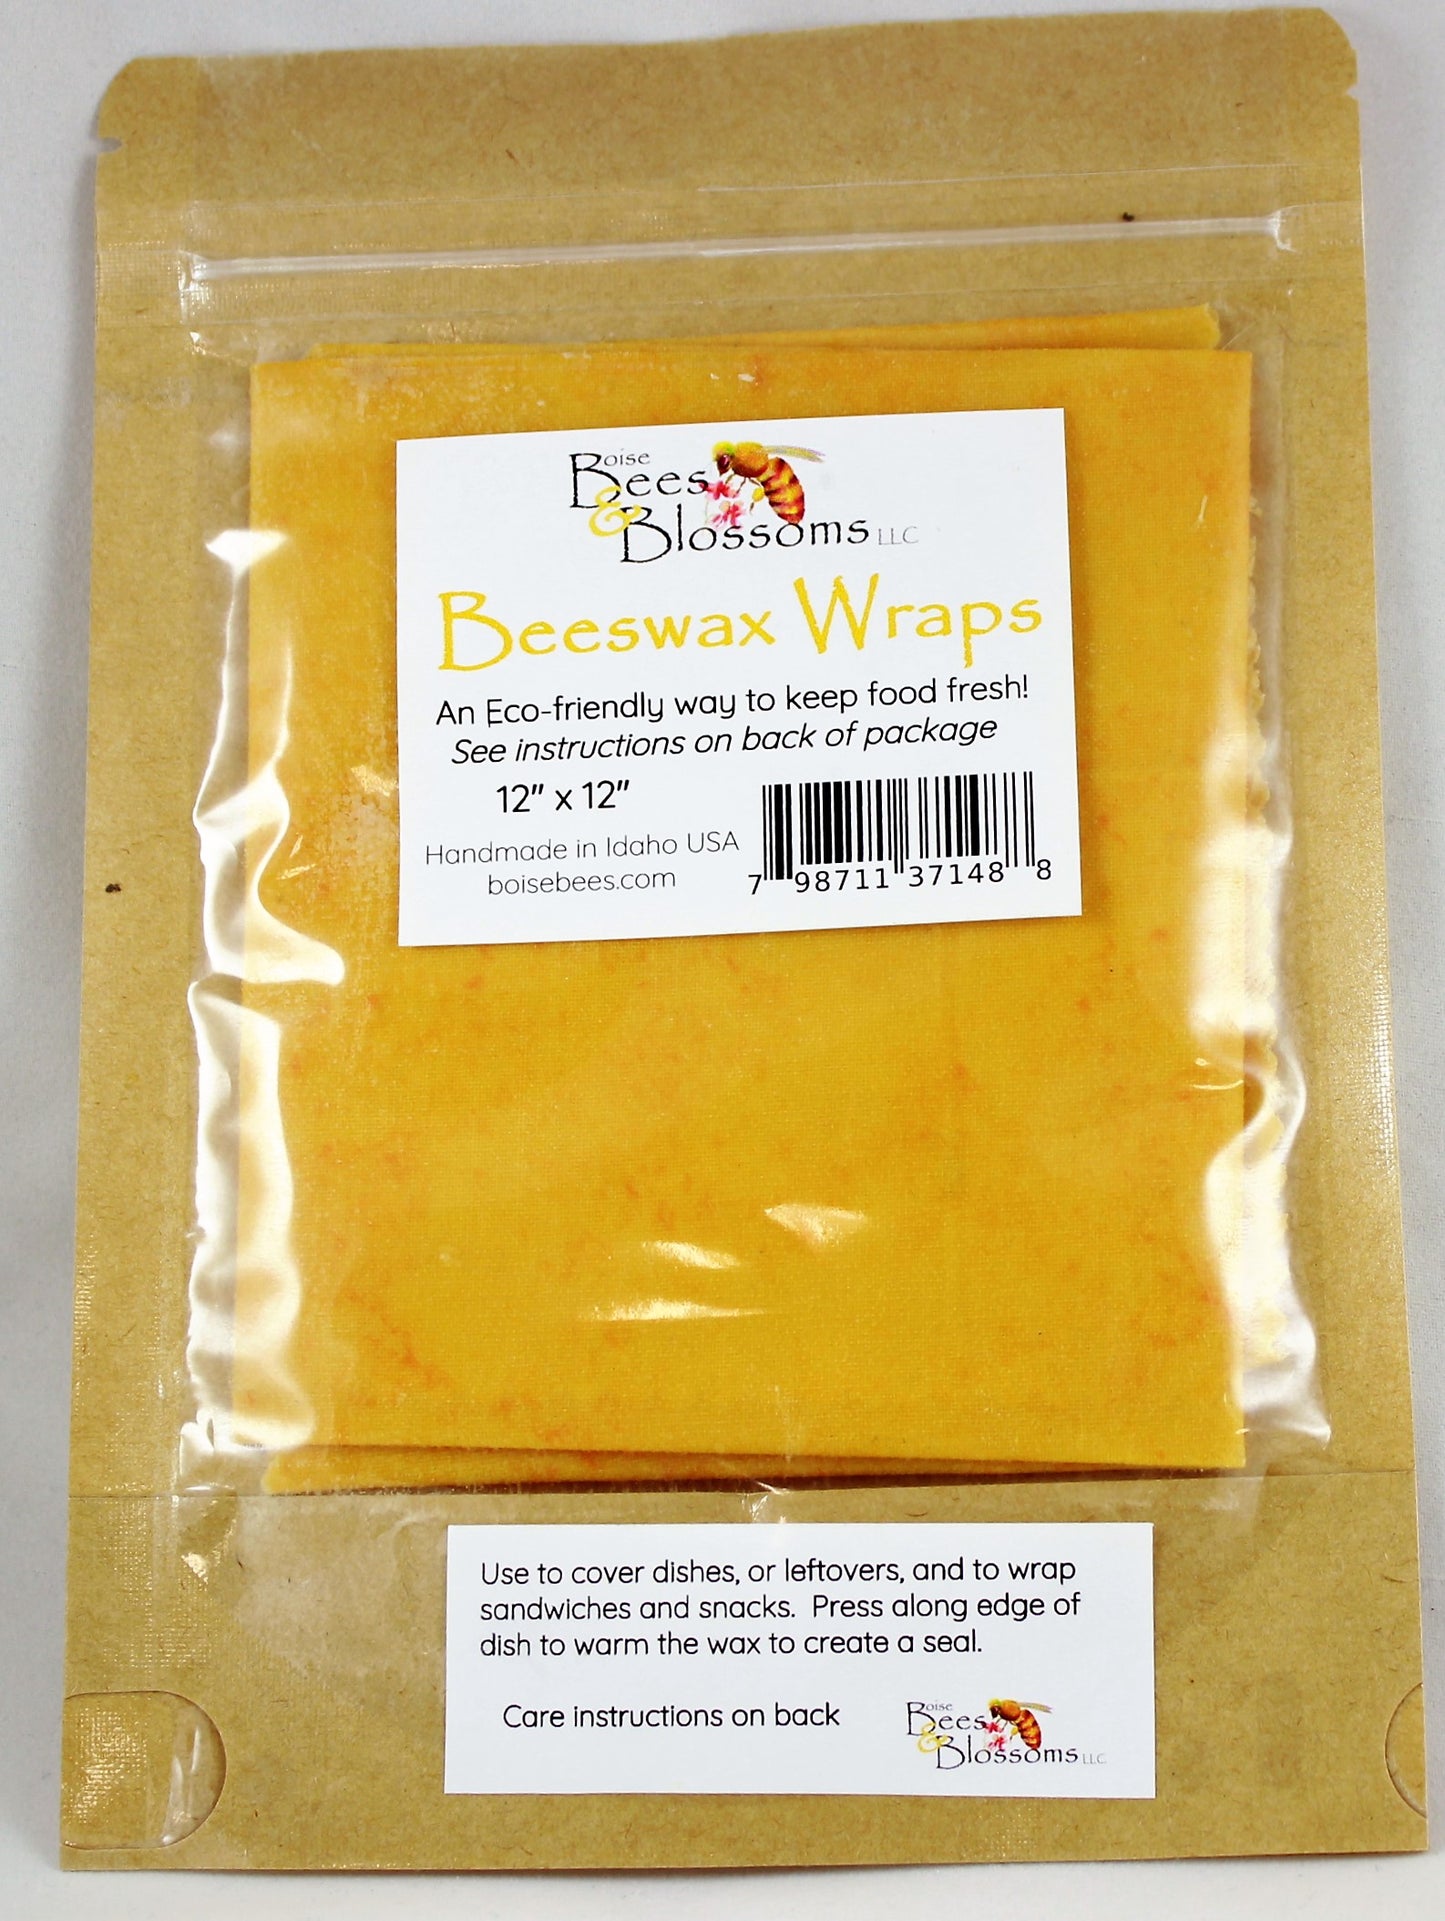 Boise
Bees
& Blossoms LLC
Beeswax Wraps
An Eco-friendly way to keep food fresh!
See instructions on back of package
12" x 12"
Handmade in Idaho USA
boisebees.com
7 98711 37148 8
Use to cover dishes, or leftovers, and to wrap
sandwiches and snacks. Press along edge of
dish to warm the wax to create a seal.
Care instructions on back
Boise
Bees
& Blossoms LLC